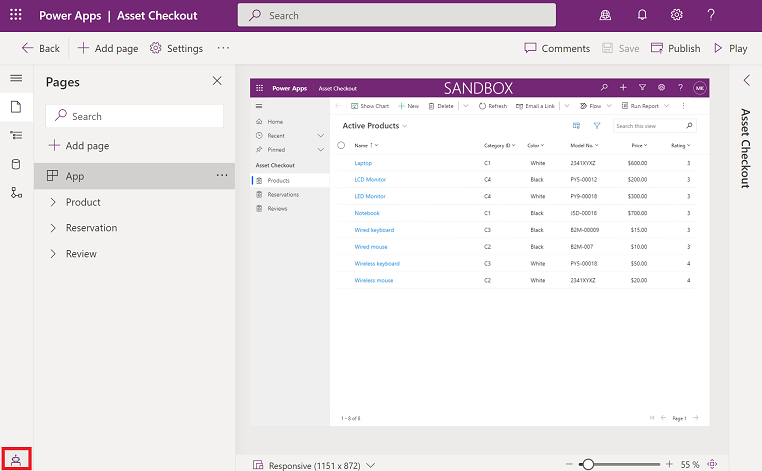 Power Apps | Asset Checkout
Search
?
Back
Add page
Settings
...
Comments
Save
Publish
Play
Pages
Search
Add page
App
...
Product
Reservation
Review
Power Apps | Asset Checkout
SANDBOX
?
MK
Show Chart
New
Delete
Refresh
Email a Link
Flow
Run Report
Home
Recent
Pinned
Asset Checkout
Products
Reservations
Reviews
Active Products
Search this view
Name ↑ Category ID Color Model No. Price Rating
Laptop C1 White 2341XYXZ $600.00 3
LCD Monitor C4 Black PYS-00012 $200.00 3
LED Monitor C4 White PY9-00018 $300.00 3
Notebook C1 Black JSD-00016 $700.00 3
Wired keyboard C3 Black B2M-00009 $15.00 3
Wired mouse C2 Black B2M-007 $10.00 3
Wireless keyboard C3 White PYS-00018 $50.00 4
Wireless mouse C2 White 2341XYXZ $20.00 4
1 - 8 of 8
Page 1
Asset Checkout
Responsive (1151 x 872)
55 %